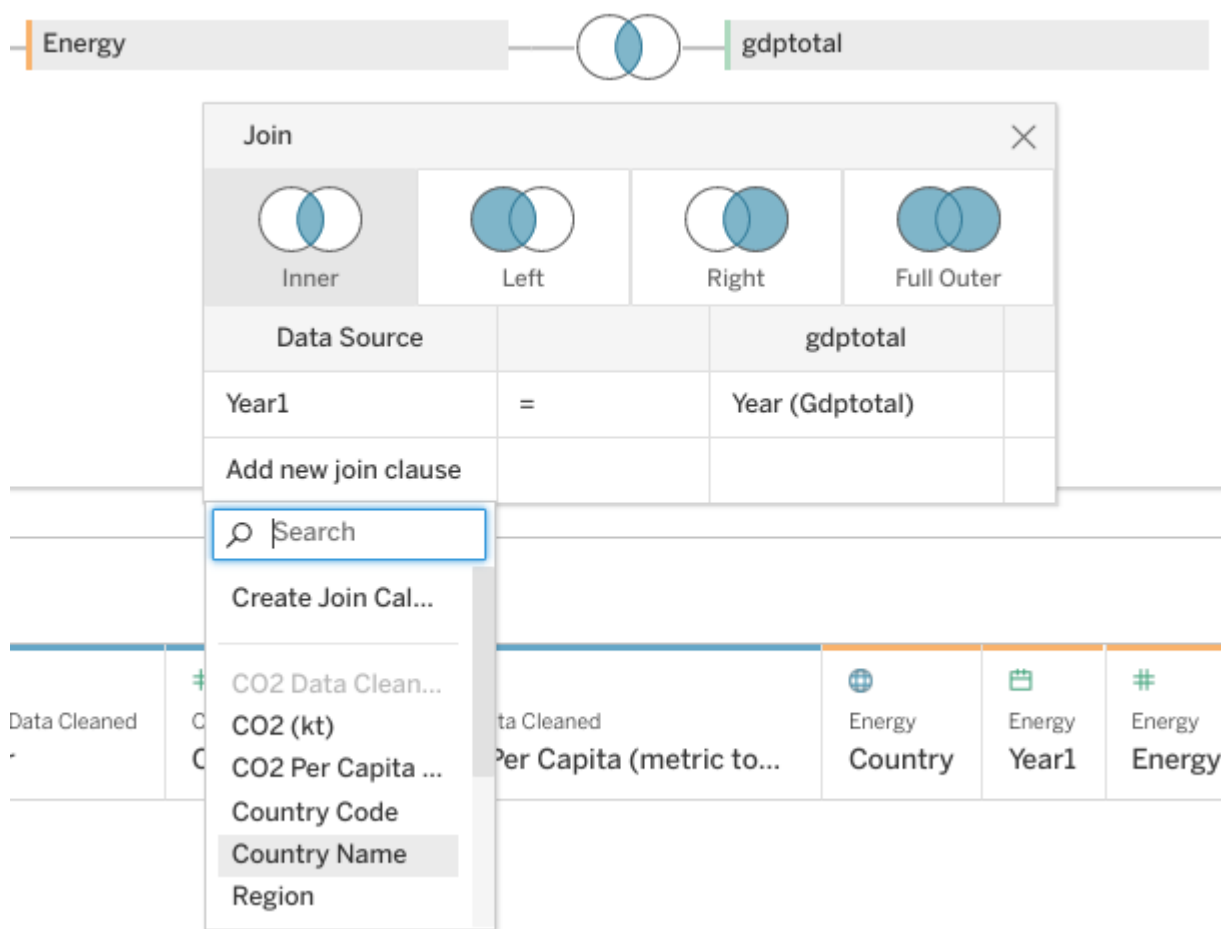 Energy
gdptotal
Join
Inner Left Right Full Outer
Data Source gdptotal
Year1 = Year (Gdptotal)
Add new join clause
Search
Create Join Cal...
CO2 Data Clean...
CO2 (kt)
CO2 Per Capita ...
Country Code
Country Name
Region
Data Cleaned
ta Cleaned
Per Capita (metric to...
Energy
Country
Energy
Year1
Energy
Energy